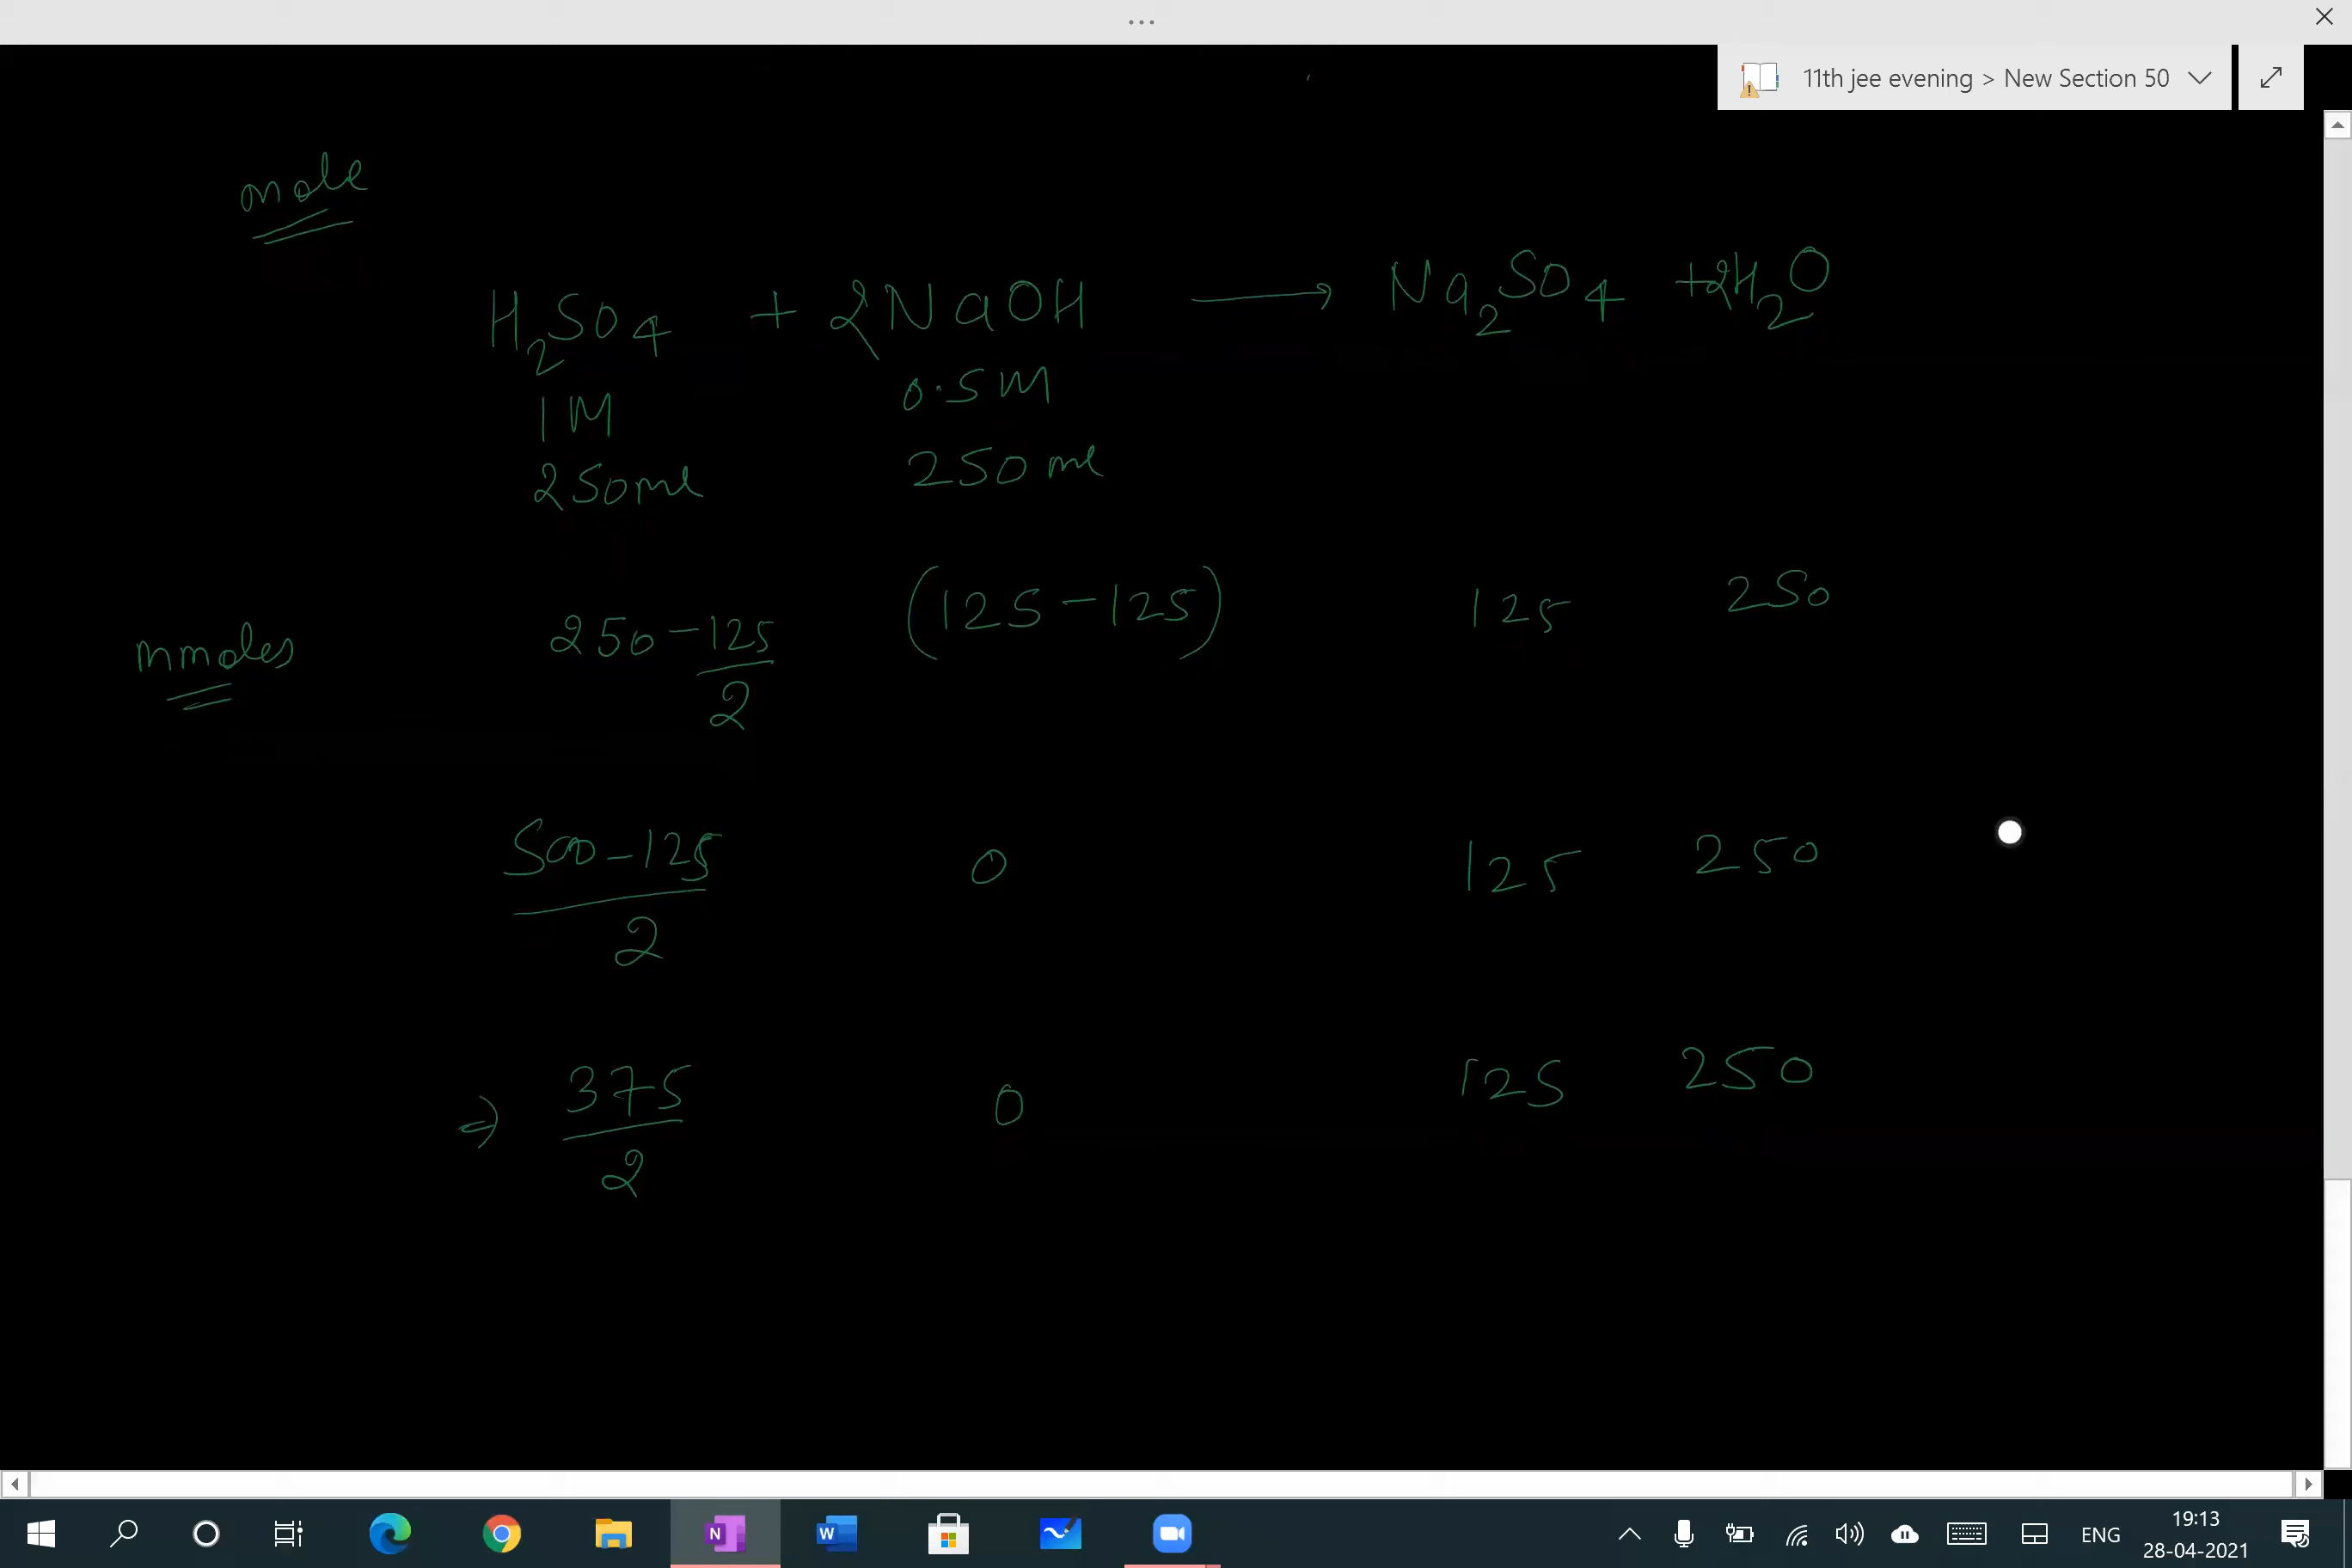 ...
11th jee evening > New Section 50
mole
H₂SO₄ + 2NaOH ⟶ Na₂SO₄ + 2H₂O
1M 0.5M
250ml 250ml
mmoles 250 - 125/2 (125 - 125) 125 250
500 - 125/2 0 125 250
⇒ 375/2 0 125 250
N W
ENG
19:13
28-04-2021